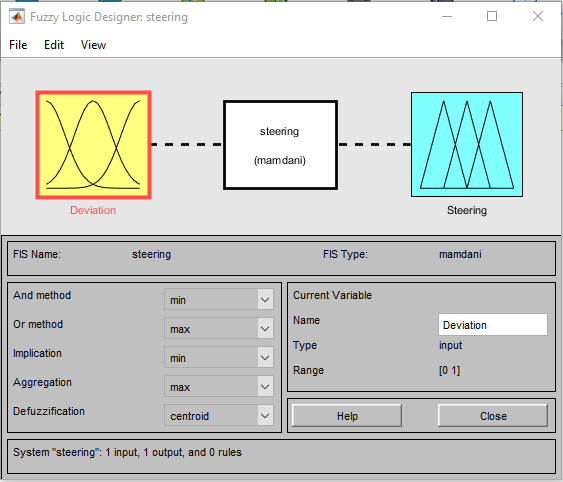 Fuzzy Logic Designer: steering
File Edit View
steering
(mamdani)
Deviation
Steering
FIS Name: steering FIS Type: mamdani
And method min
Or method max
Implication min
Aggregation max
Defuzzification centroid
Current Variable
Name Deviation
Type input
Range [0 1]
Help Close
System "steering": 1 input, 1 output, and 0 rules